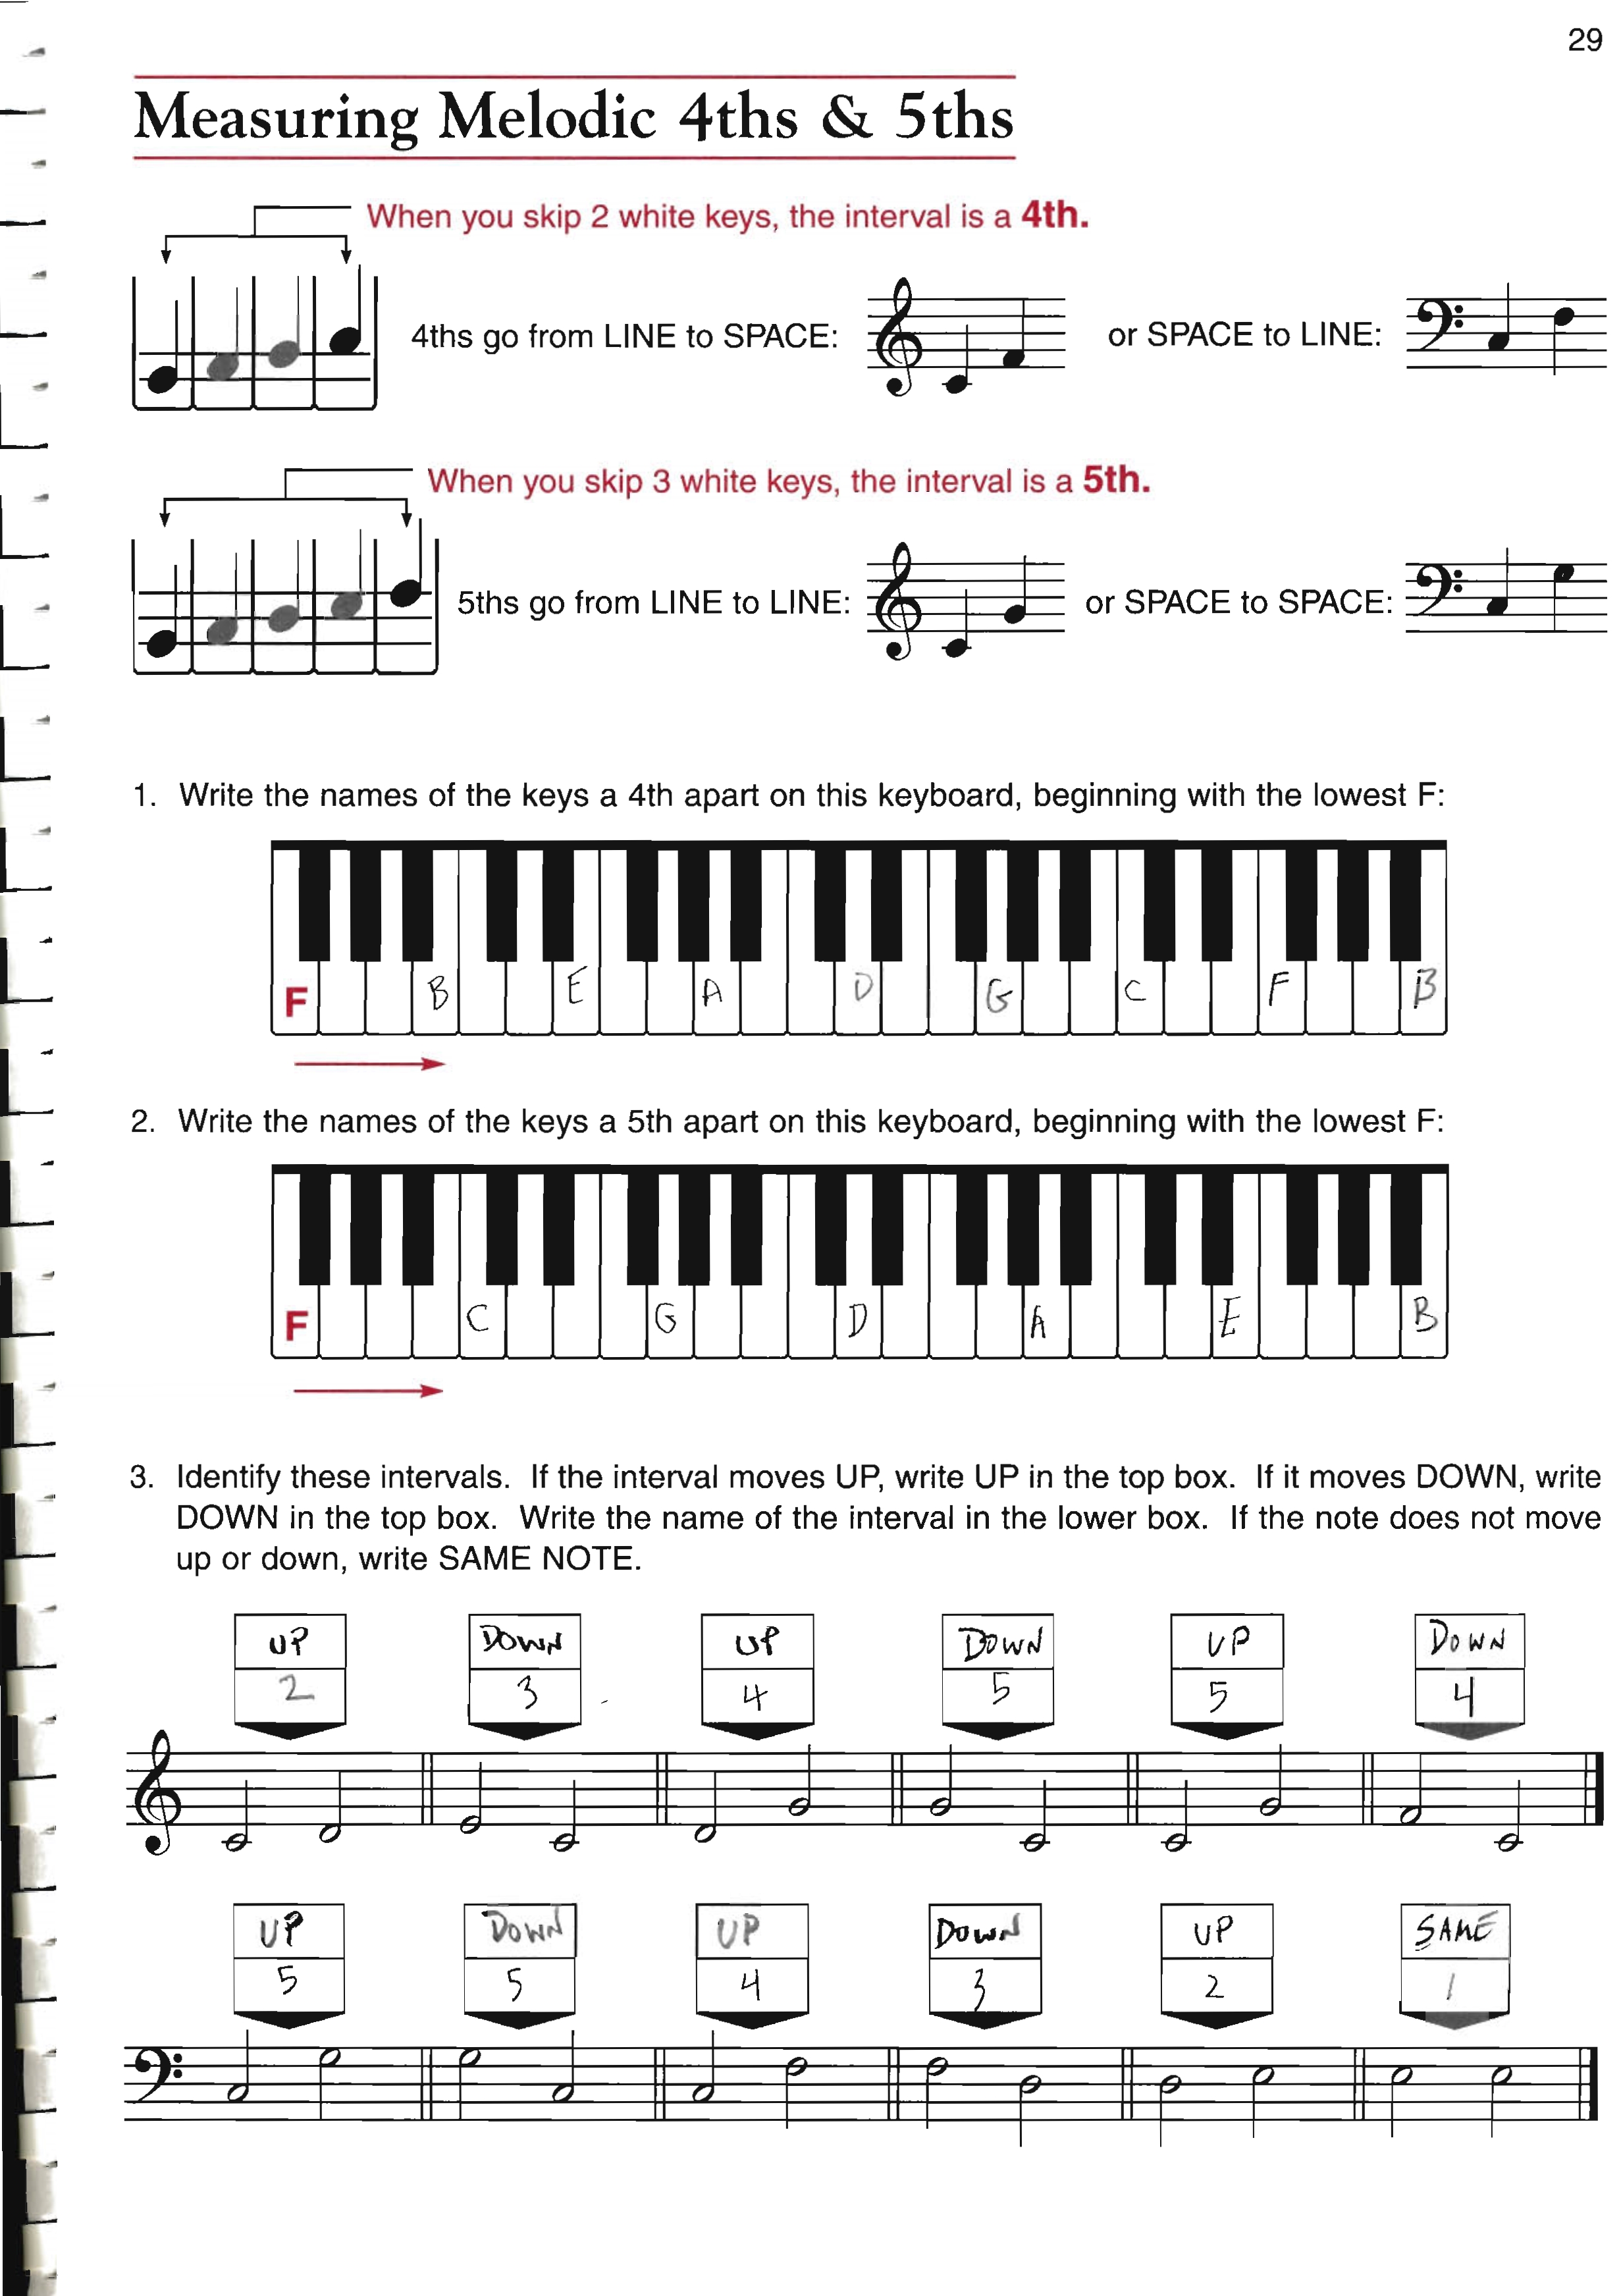 29
Measuring Melodic 4ths & 5ths
When you skip 2 white keys, the interval is a 4th.
4ths go from LINE to SPACE:
or SPACE to LINE:
When you skip 3 white keys, the interval is a 5th.
5ths go from LINE to LINE:
or SPACE to SPACE:
1. Write the names of the keys a 4th apart on this keyboard, beginning with the lowest F:
F B E A D G C F B
2. Write the names of the keys a 5th apart on this keyboard, beginning with the lowest F:
F C G D A E B
3. Identify these intervals. If the interval moves UP, write UP in the top box. If it moves DOWN, write
DOWN in the top box. Write the name of the interval in the lower box. If the note does not move
up or down, write SAME NOTE.
UP DOWN UP DOWN UP DOWN
2 3 4 5 5 4
UP DOWN UP DOWN UP SAME
5 5 4 3 2 1